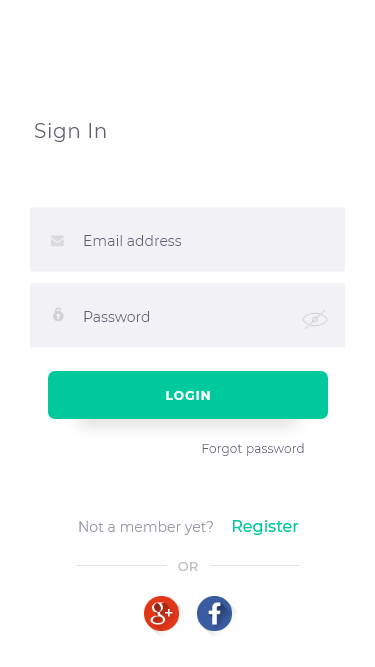 Sign In
Email address
Password
LOGIN
Forgot password
Not a member yet? Register
OR
g+ f